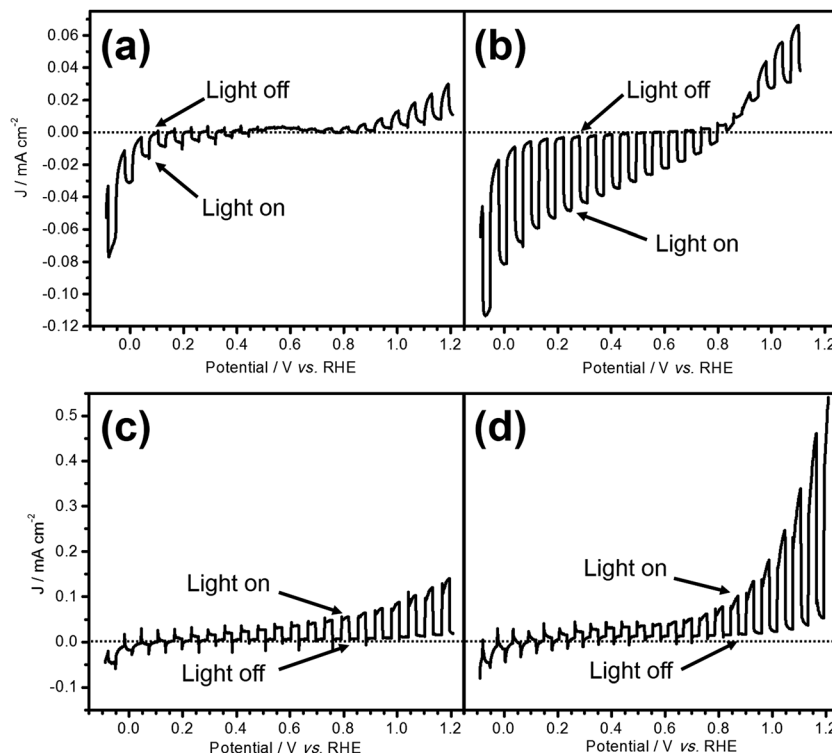 (a)
Light off
Light on
0.06
0.04
0.02
0.00
-0.02
-0.04
-0.06
-0.08
-0.10
-0.12
J / mA cm-2
0.0 0.2 0.4 0.6 0.8 1.0 1.2
Potential / V vs. RHE
(b)
Light off
Light on
0.0 0.2 0.4 0.6 0.8 1.0 1.2
Potential / V vs. RHE
(c)
Light on
Light off
0.5
0.4
0.3
0.2
0.1
0.0
-0.1
J / mA cm-2
0.0 0.2 0.4 0.6 0.8 1.0 1.2
Potential / V vs. RHE
(d)
Light on
Light off
0.0 0.2 0.4 0.6 0.8 1.0 1.2
Potential / V vs. RHE